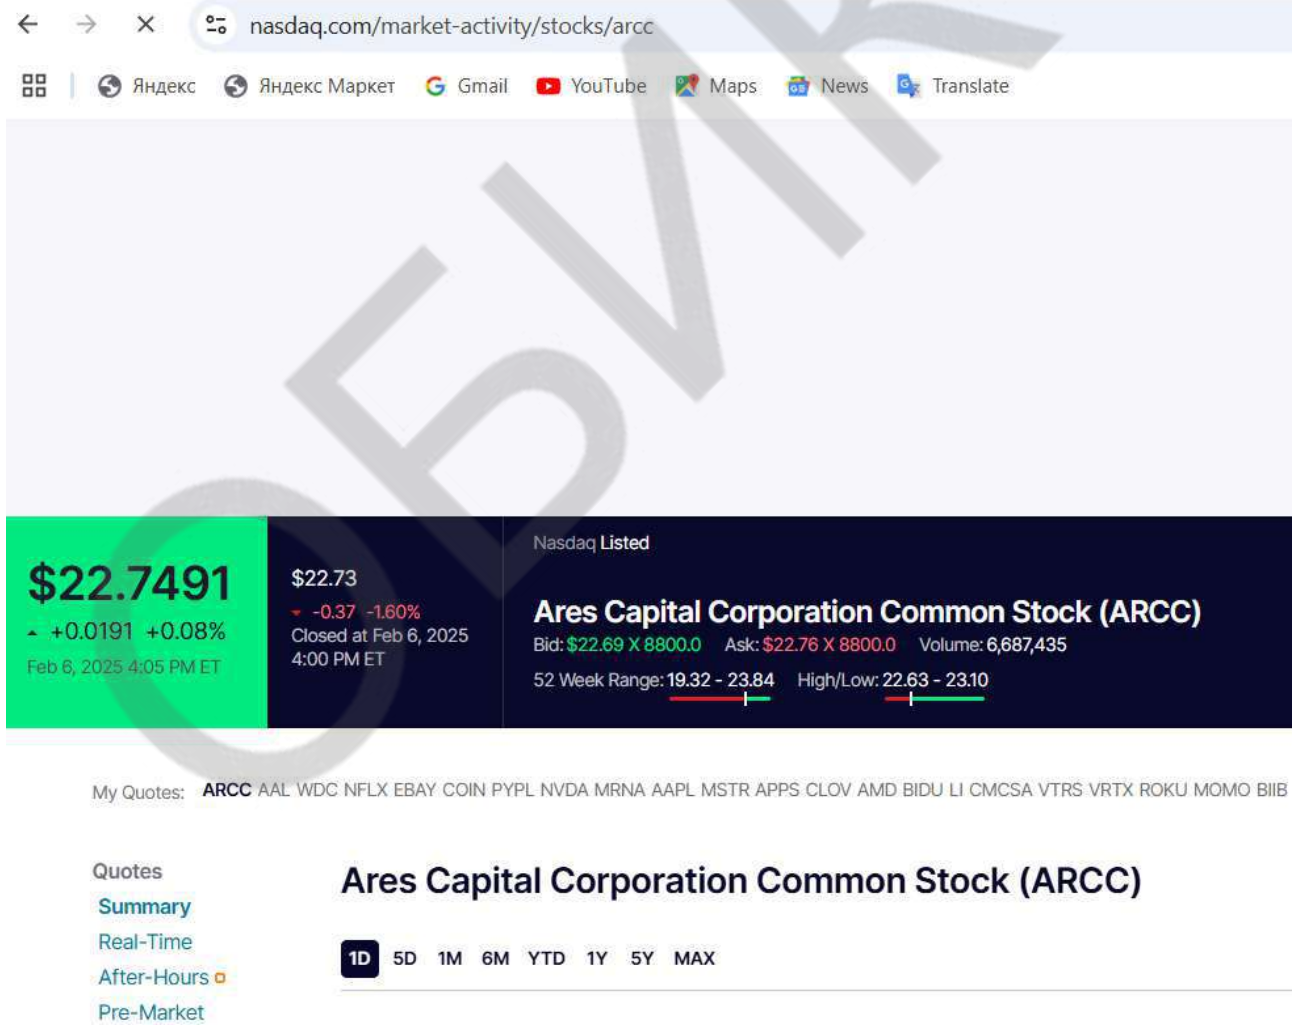 nasdaq.com/market-activity/stocks/arcc
Яндекс Яндекс Маркет Gmail YouTube Maps News Translate
ОБИК
$22.7491
+0.0191 +0.08%
Feb 6, 2025 4:05 PM ET
$22.73
-0.37 -1.60%
Closed at Feb 6, 2025
4:00 PM ET
Nasdaq Listed
Ares Capital Corporation Common Stock (ARCC)
Bid: $22.69 X 8800.0 Ask: $22.76 X 8800.0 Volume: 6,687,435
52 Week Range: 19.32 - 23.84 High/Low: 22.63 - 23.10
My Quotes: ARCC AAL WDC NFLX EBAY COIN PYPL NVDA MRNA AAPL MSTR APPS CLOV AMD BIDU LI CMCSA VTRS VRTX ROKU MOMO BIIB
Quotes
Summary
Real-Time
After-Hours
Pre-Market
Ares Capital Corporation Common Stock (ARCC)
1D 5D 1M 6M YTD 1Y 5Y MAX